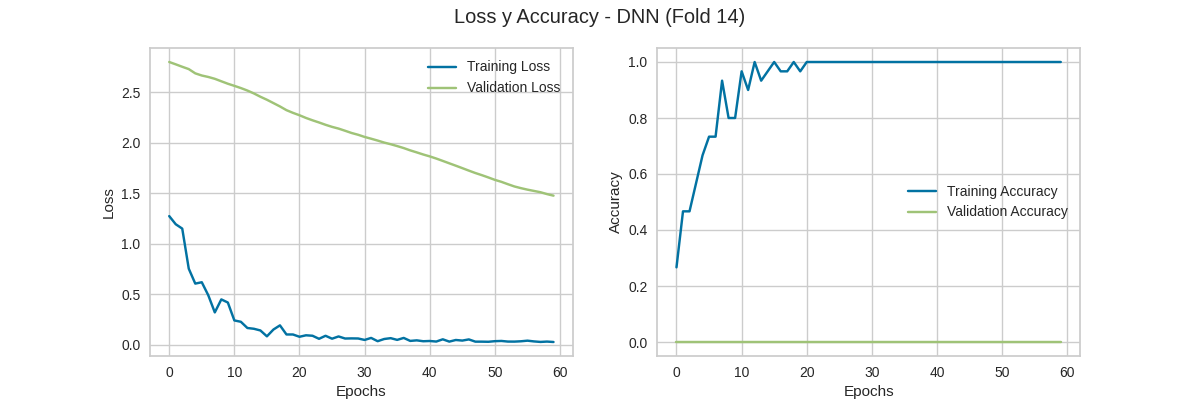 Loss y Accuracy - DNN (Fold 14)
Training Loss
Validation Loss
2.5
2.0
1.5
1.0
0.5
0.0
Loss
0
10
20
30
40
50
60
Epochs
1.0
0.8
0.6
0.4
0.2
0.0
Accuracy
Training Accuracy
Validation Accuracy
0
10
20
30
40
50
60
Epochs